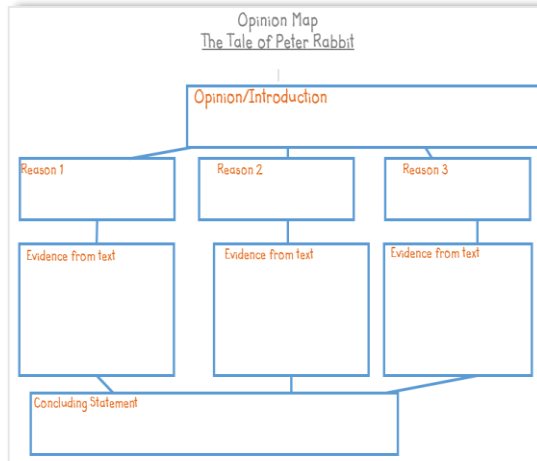 Opinion Map
The Tale of Peter Rabbit
Opinion/Introduction
Reason 1
Reason 2
Reason 3
Evidence from text
Evidence from text
Evidence from text
Concluding Statement